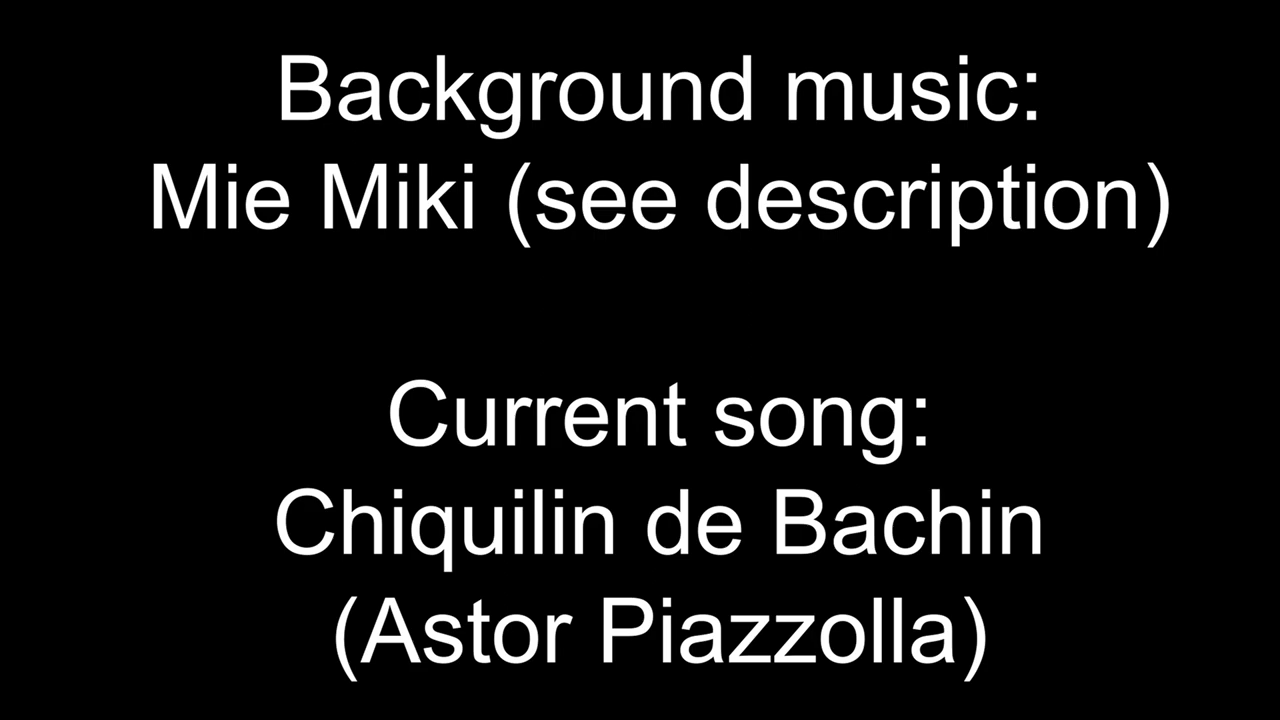 Background music:
Mie Miki (see description)
Current song:
Chiquilin de Bachin
(Astor Piazzolla)